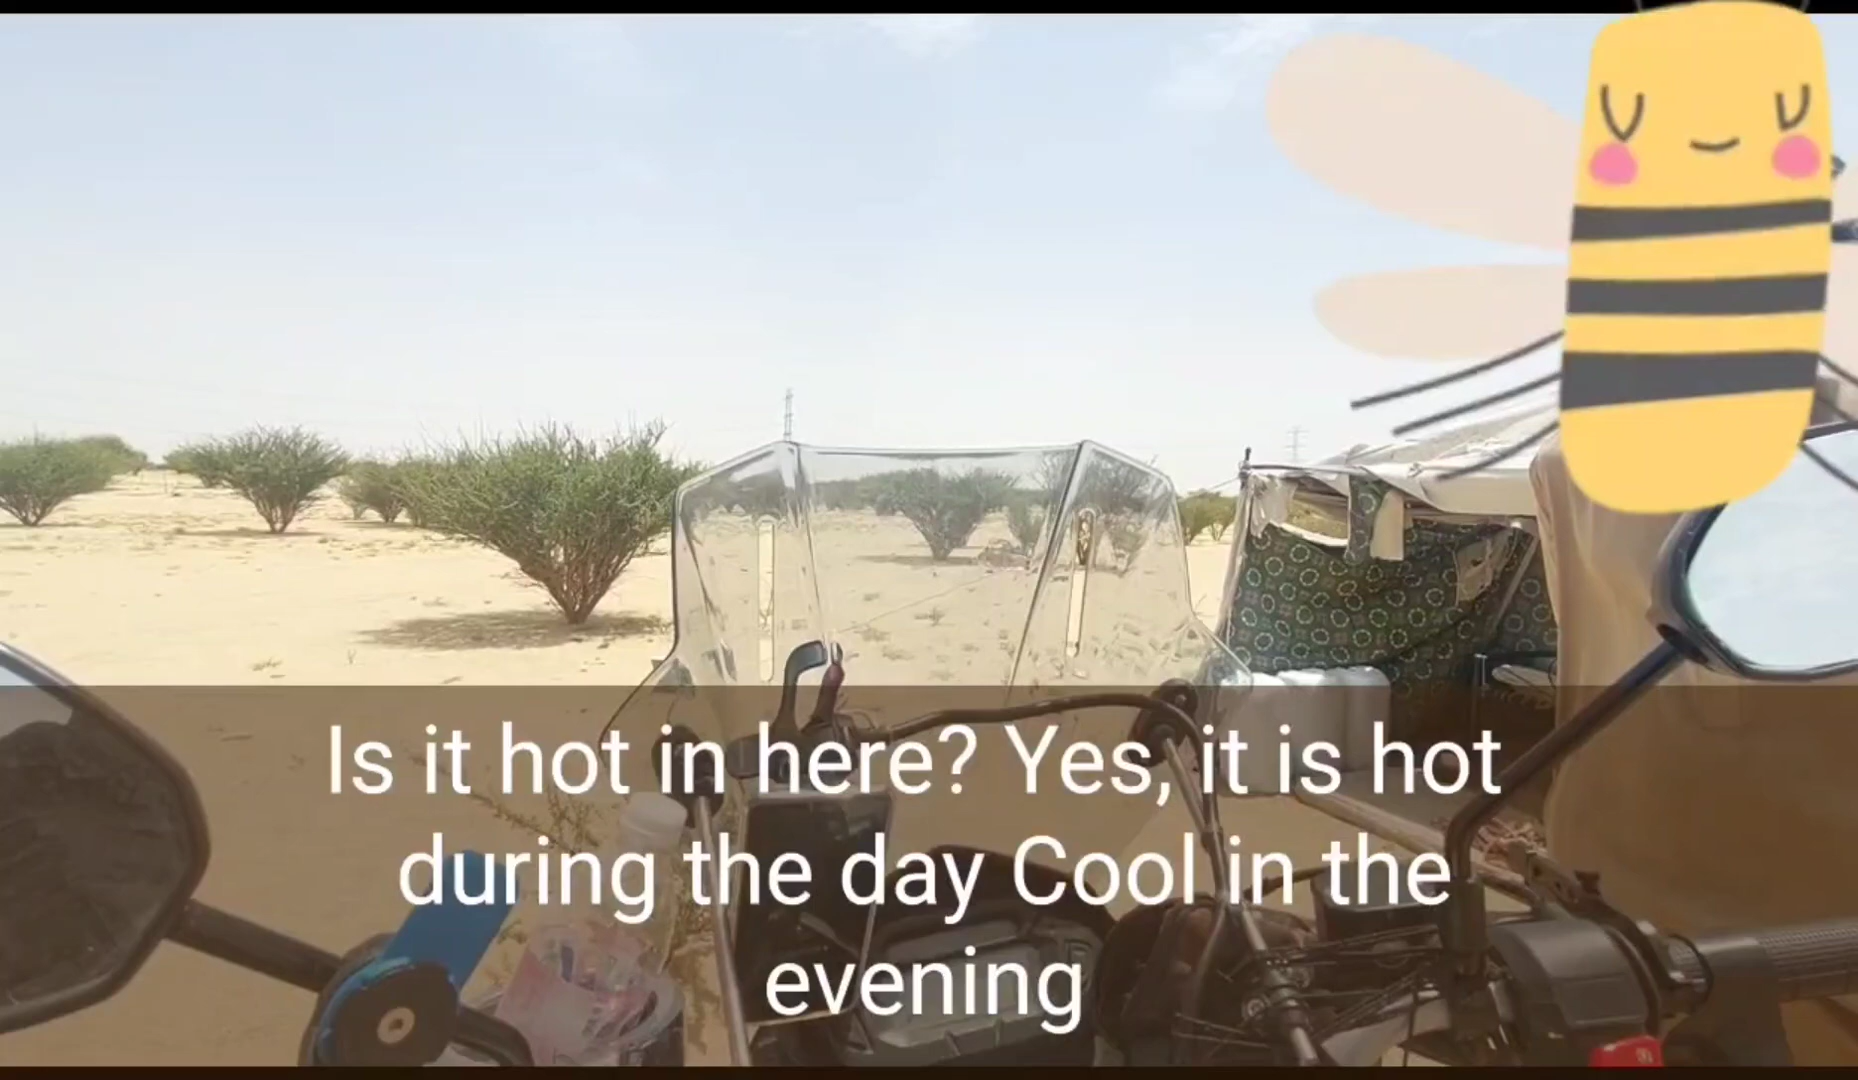 Is it hot in here? Yes, it is hot
during the day Cool in the
evening